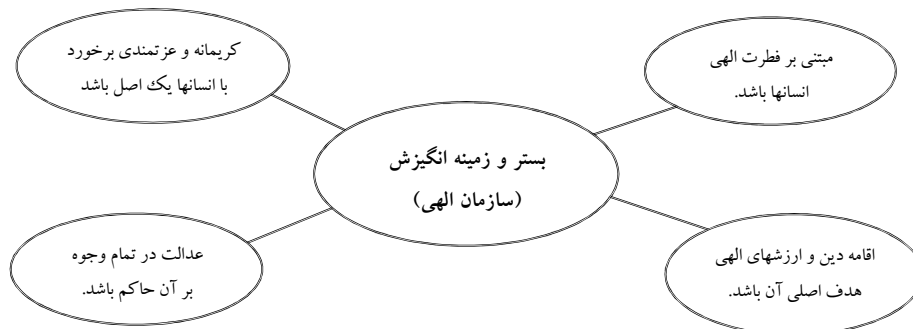 مبتنی بر فطرت الهی
انسانها باشد.
کریمانه و عزتمندی برخورد
با انسانها یک اصل باشد
بستر و زمینه انگیزش
(سازمان الهی)
اقامه دین و ارزشهای الهی
هدف اصلی آن باشد.
عدالت در تمام وجوه
بر آن حاکم باشد.